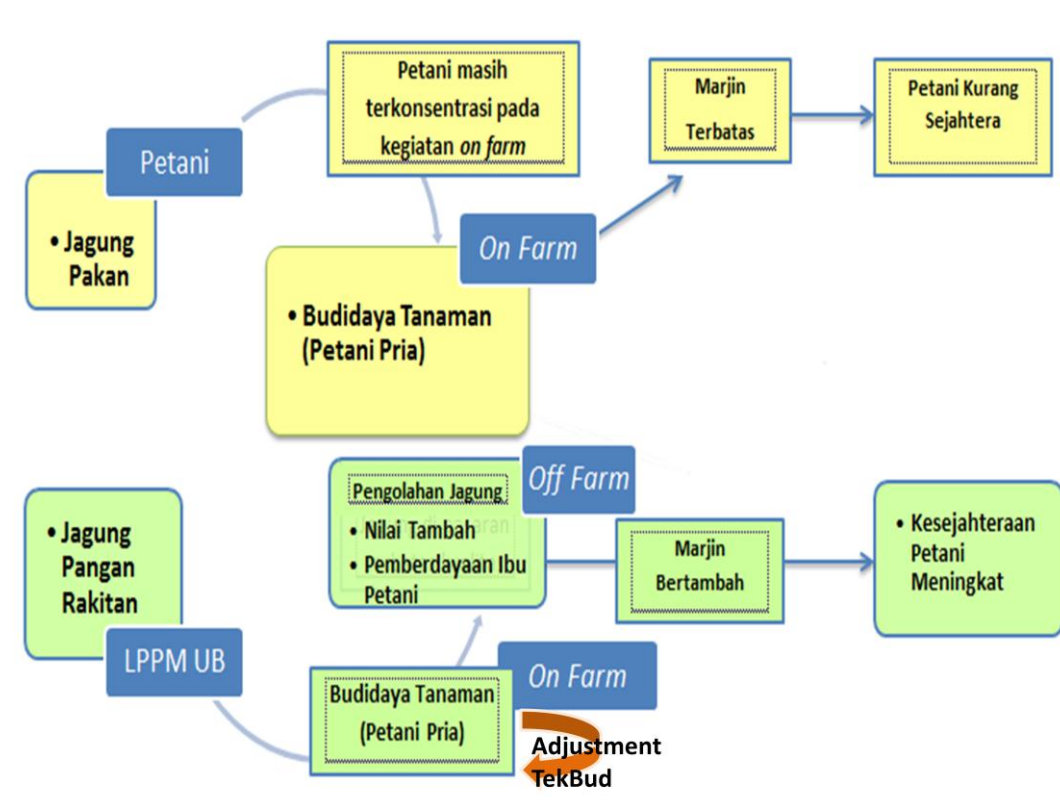 Petani masih
terkonsentrasi pada
kegiatan on farm
Marjin
Terbatas
Petani Kurang
Sejahtera
Petani
• Jagung
Pakan
On Farm
• Budidaya Tanaman
(Petani Pria)
Off Farm
Pengolahan Jagung
• Nilai Tambah
• Pemberdayaan Ibu
Petani
• Jagung
Pangan
Rakitan
Marjin
Bertambah
• Kesejahteraan
Petani
Meningkat
LPPM UB
On Farm
Budidaya Tanaman
(Petani Pria)
Adjustment
TekBud